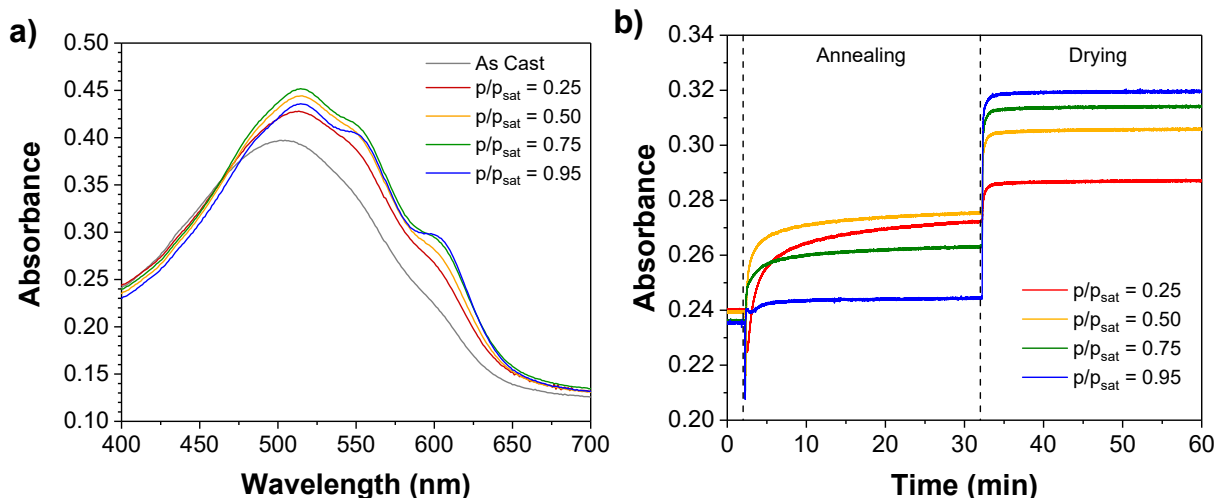 a)
0.50
0.45
0.40
0.35
0.30
0.25
0.20
0.15
0.10
400 450 500 550 600 650 700
Absorbance
Wavelength (nm)
As Cast
p/psat = 0.25
p/psat = 0.50
p/psat = 0.75
p/psat = 0.95
b)
0.34
0.32
0.30
0.28
0.26
0.24
0.22
0.20
0 10 20 30 40 50 60
Absorbance
Time (min)
Annealing Drying
p/psat = 0.25
p/psat = 0.50
p/psat = 0.75
p/psat = 0.95